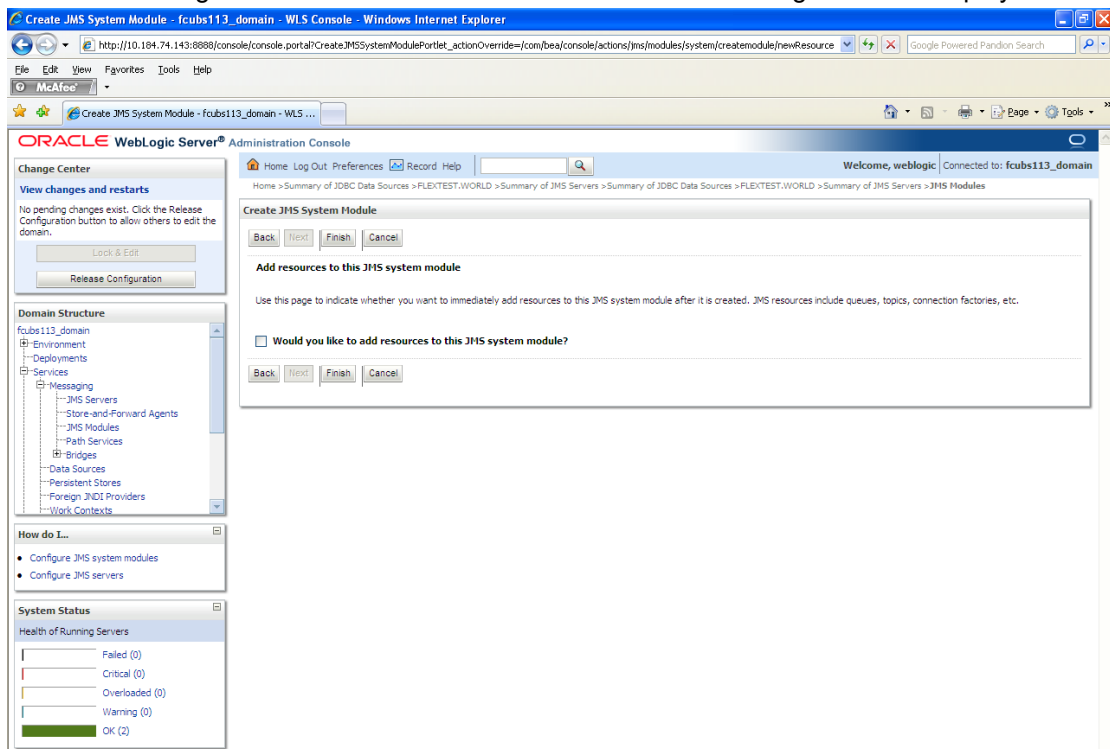 Create JMS System Module - fcubs113_domain - WLS Console - Windows Internet Explorer
http://10.184.74.143:8888/console/console.portal?CreateJMSSystemModulePortlet_actionOverride=/com/bea/console/actions/jms/modules/system/createmodule/newResource
Google Powered Pandion Search
File Edit View Favorites Tools Help
McAfee
Create JMS System Module - fcubs113_domain - WLS ...
Page Tools
ORACLE WebLogic Server® Administration Console
Change Center
View changes and restarts
No pending changes exist. Click the Release
Configuration button to allow others to edit the
domain.
Lock & Edit
Release Configuration
Domain Structure
fcubs113_domain
Environment
Deployments
Services
Messaging
JMS Servers
Store-and-Forward Agents
JMS Modules
Path Services
Bridges
Data Sources
Persistent Stores
Foreign JNDI Providers
Work Contexts
How do I...
Configure JMS system modules
Configure JMS servers
System Status
Health of Running Servers
Failed (0)
Critical (0)
Overloaded (0)
Warning (0)
OK (2)
Home Log Out Preferences Record Help
Welcome, weblogic Connected to: fcubs113_domain
Home >Summary of JDBC Data Sources >FLEXTEST.WORLD >Summary of JMS Servers >Summary of JDBC Data Sources >FLEXTEST.WORLD >Summary of JMS Servers >JMS Modules
Create JMS System Module
Back Next Finish Cancel
Add resources to this JMS system module
Use this page to indicate whether you want to immediately add resources to this JMS system module after it is created. JMS resources include queues, topics, connection factories, etc.
Would you like to add resources to this JMS system module?
Back Next Finish Cancel